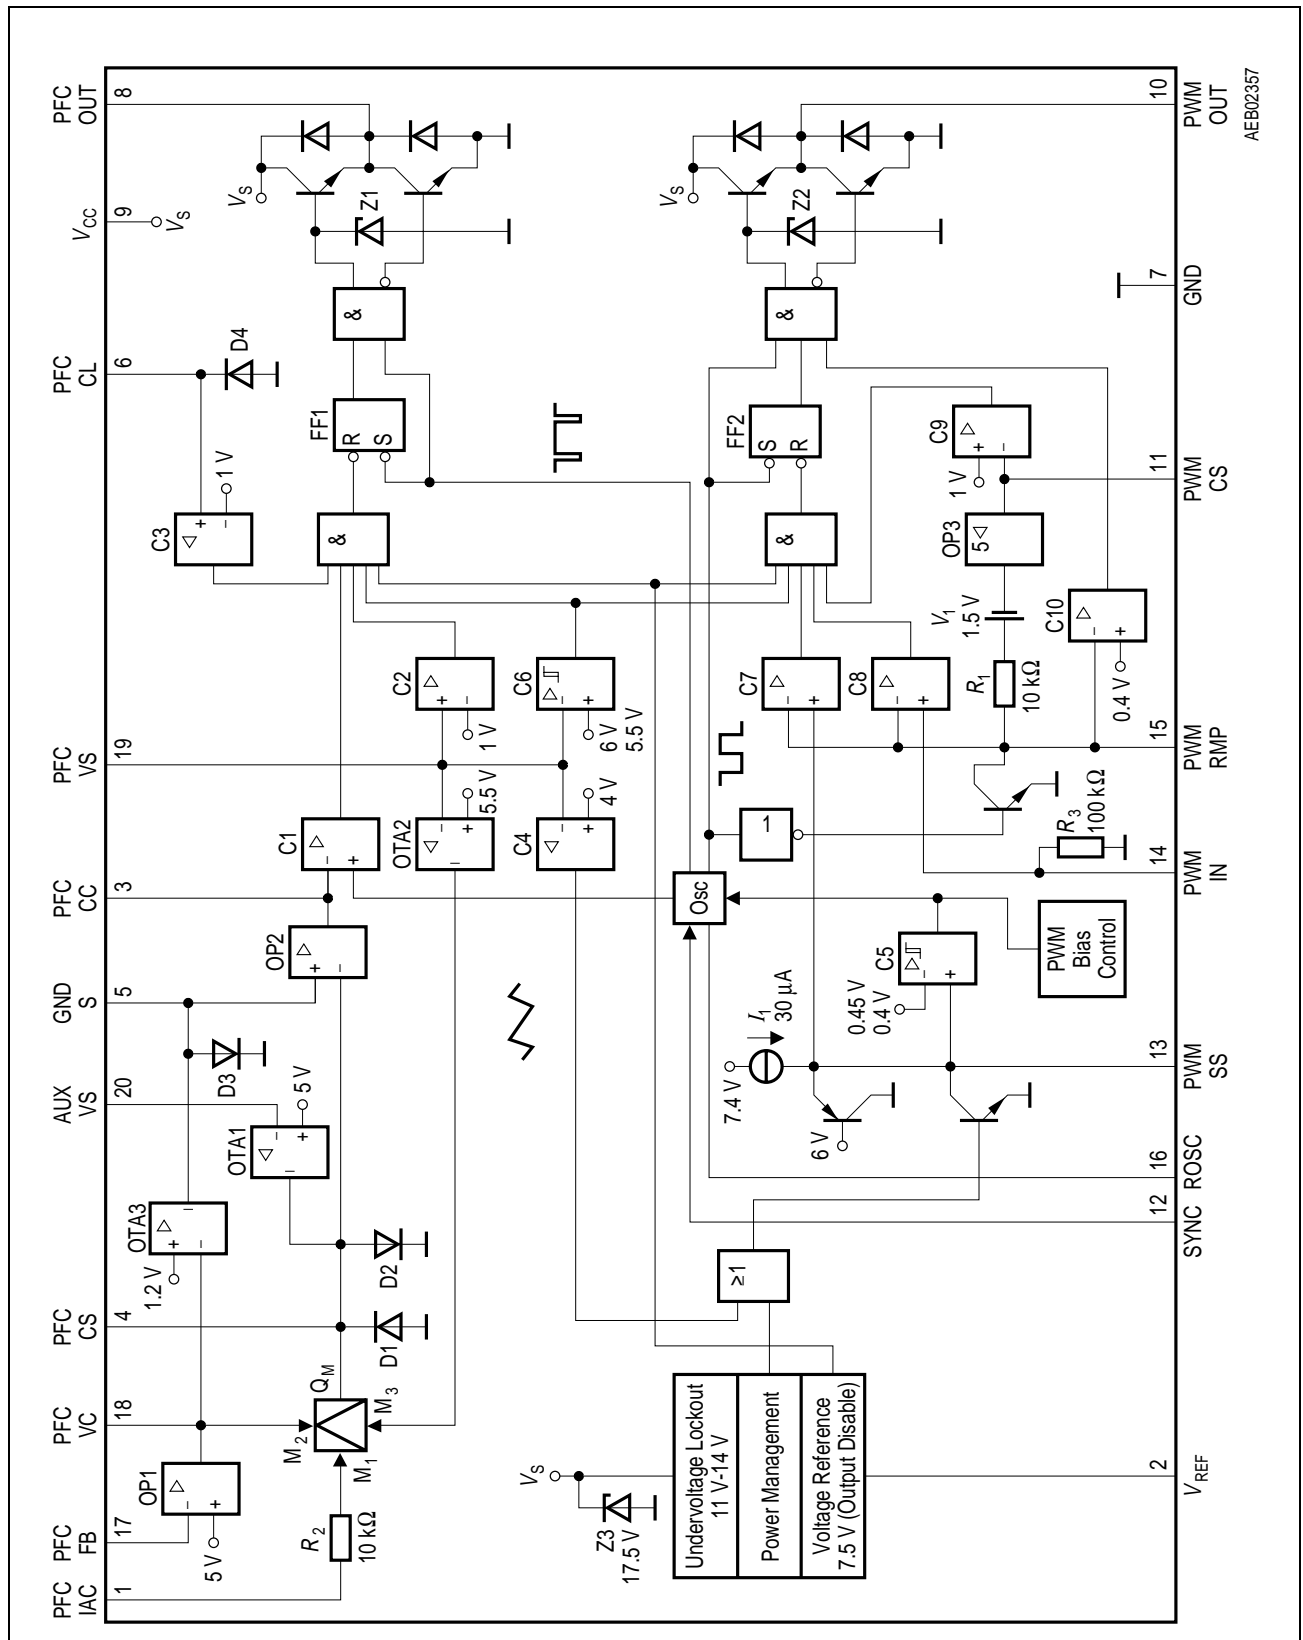 PFC IAC
1
PFC FB
17
PFC VC
18
PFC CS
4
AUX VS
20
GND S
5
PFC CC
3
PFC VS
19
PFC CL
6
V_CC
9
V_S
PFC OUT
8
OP1
5 V
R_2
10 kΩ
M_2
M_1
M_3
Q_M
OTA3
1.2 V
D1
D2
OTA1
5 V
D3
OP2
C1
OTA2
5.5 V
C2
1 V
C4
4 V
C6
6 V
5.5 V
C3
1 V
D4
&
FF1
R
S
&
Z1
V_S
V_S
Z3
17.5 V
Undervoltage Lockout
11 V-14 V
Power Management
Voltage Reference
7.5 V (Output Disable)
≥1
6 V
7.4 V
I_1
30 µA
0.45 V
0.4 V
C5
PWM
Bias
Control
Osc
1
R_3
100 kΩ
C7
C8
R_1
10 kΩ
V_1
1.5 V
OP3
5
C10
0.4 V
C9
1 V
&
FF2
S
R
&
Z2
V_S
2
V_REF
12
SYNC
16
ROSC
13
PWM SS
14
PWM IN
15
PWM RMP
11
PWM CS
7
GND
10
PWM OUT
AEB02357